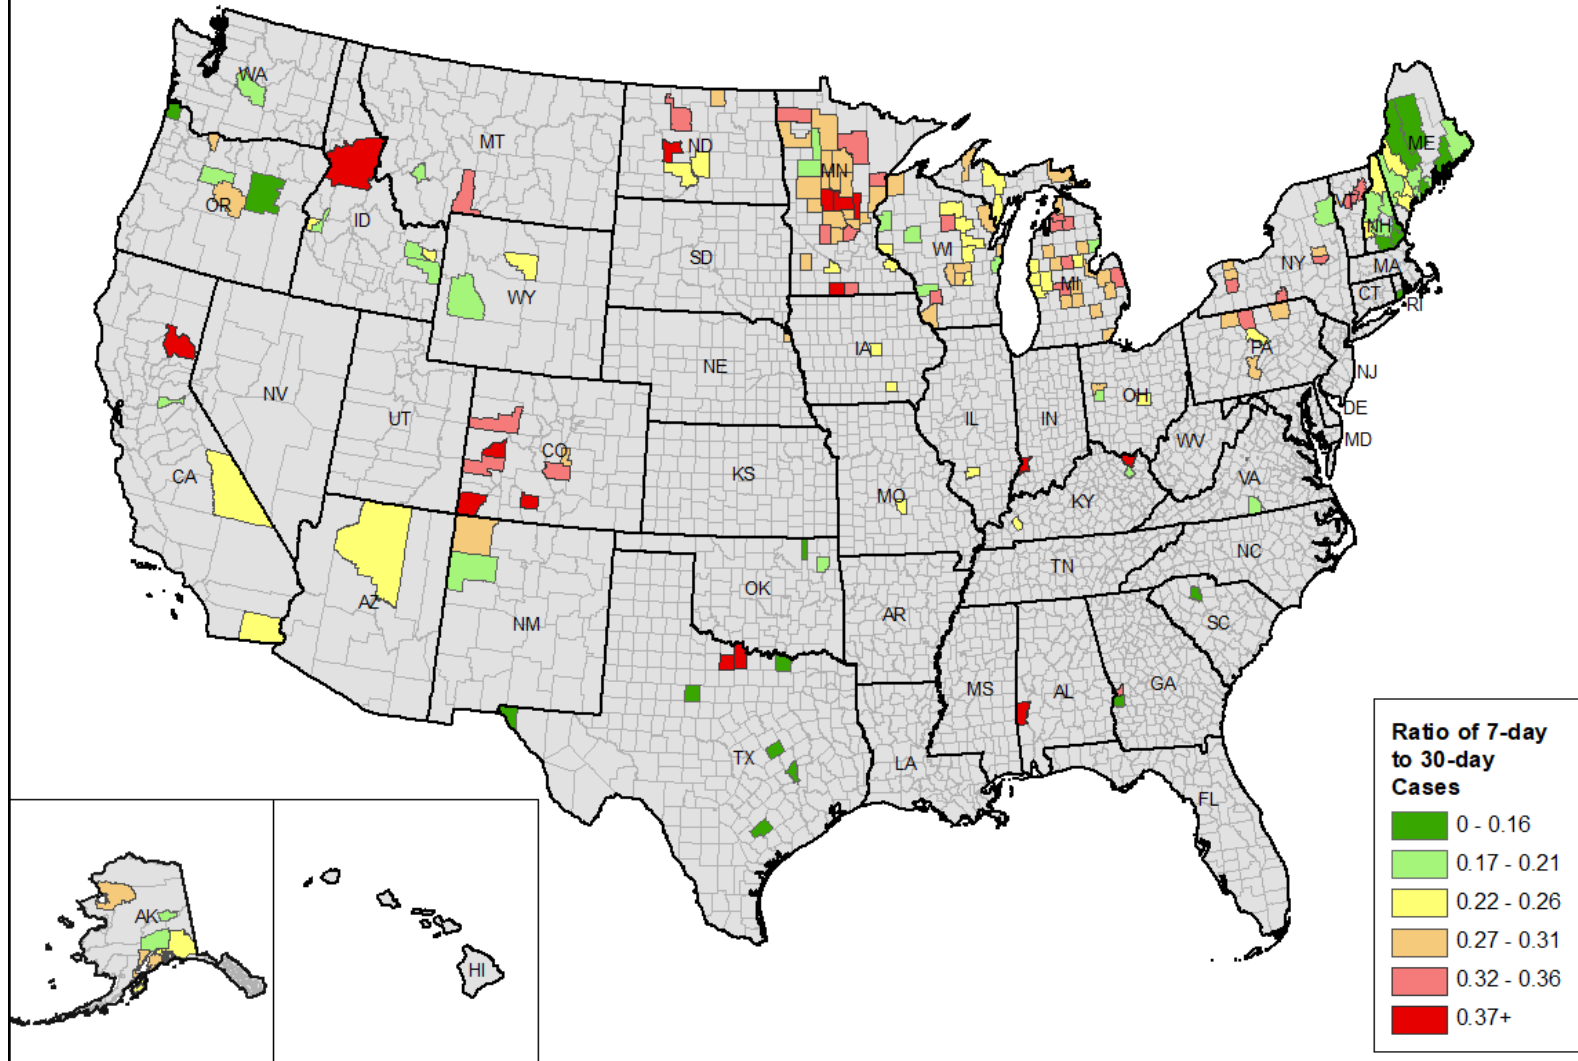 WA
MT
ND
MN
ME
OR
ID
WI
MI
VT
NH
NY
MA
CT
RI
SD
WY
IA
PA
NJ
NE
NV
UT
CO
IL
IN
OH
DE
MD
WV
CA
KS
MO
KY
VA
AZ
NM
OK
AR
TN
NC
SC
MS
AL
GA
TX
LA
FL
AK
HI
Ratio of 7-day
to 30-day
Cases
0 - 0.16
0.17 - 0.21
0.22 - 0.26
0.27 - 0.31
0.32 - 0.36
0.37+